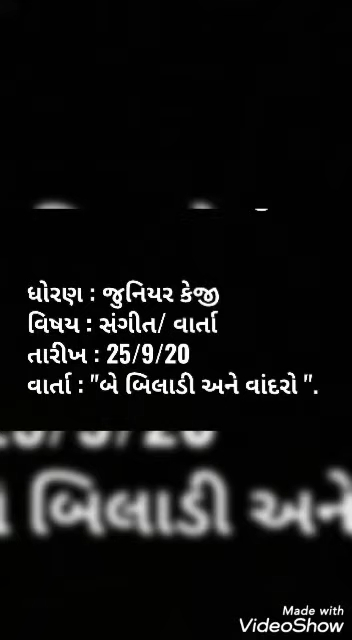 ધોરણ : જુનિયર કેજી
વિષય : સંગીત/ વાર્તા
તારીખ : 25/9/20
વાર્તા : "બે બિલાડી અને વાંદરો ".
બિલાડી અને
Made with
VideoShow